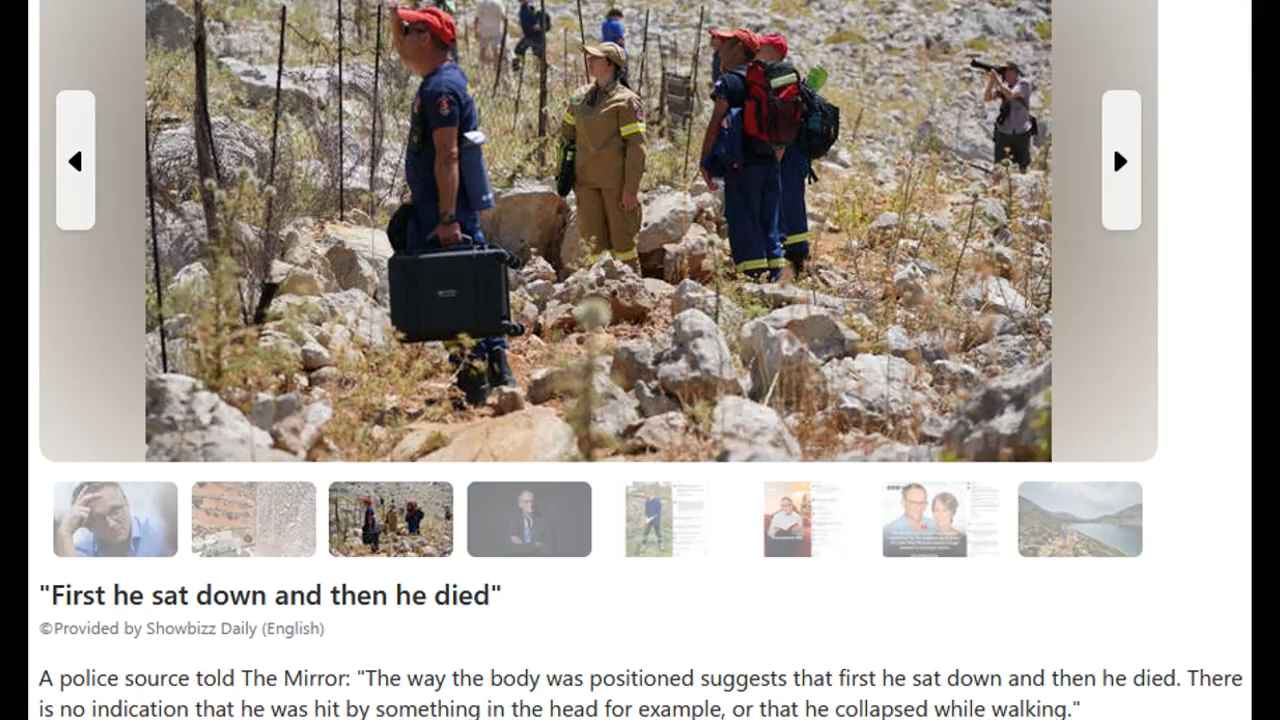 "First he sat down and then he died"
©Provided by Showbizz Daily (English)
A police source told The Mirror: "The way the body was positioned suggests that first he sat down and then he died. There
is no indication that he was hit by something in the head for example, or that he collapsed while walking."